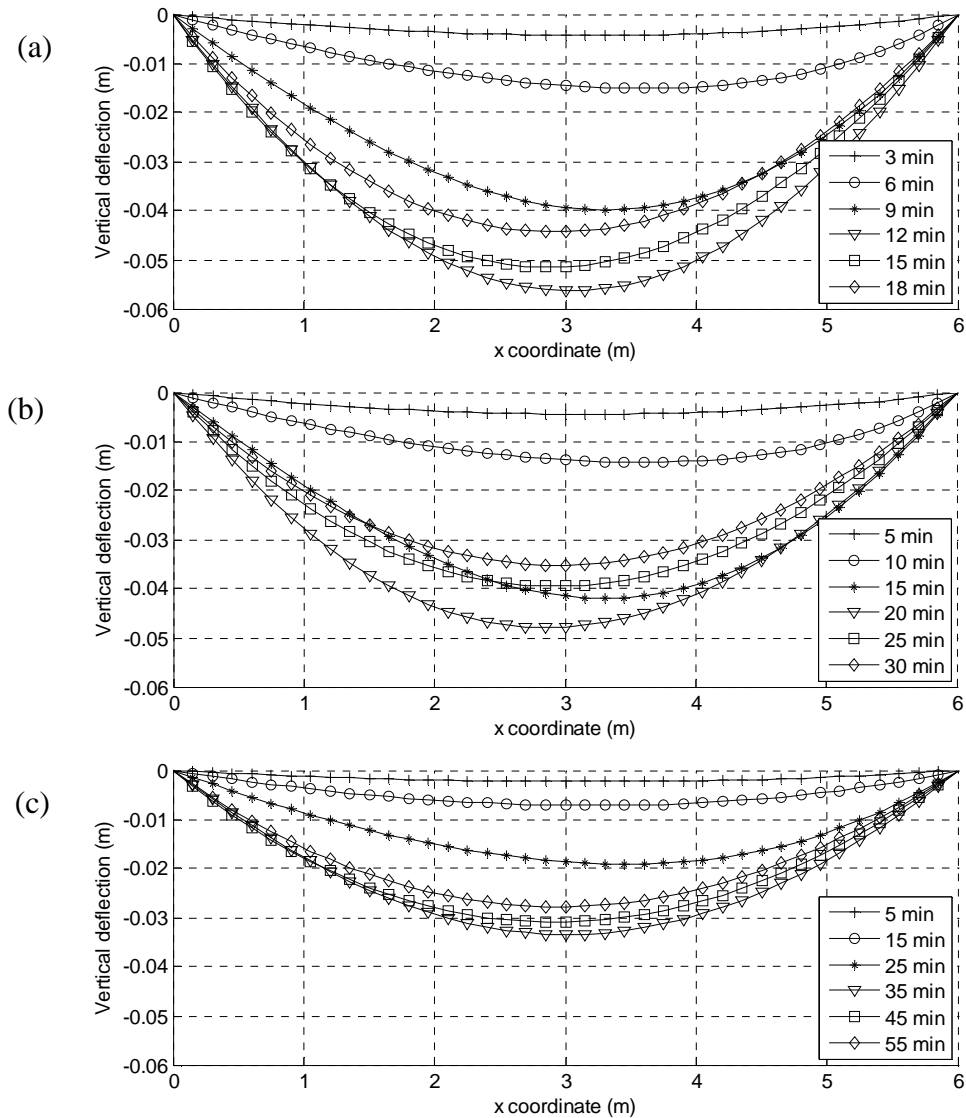 (a)
0
-0.01
-0.02
-0.03
-0.04
-0.05
-0.06
Vertical deflection (m)
0 1 2 3 4 5 6
x coordinate (m)
3 min
6 min
9 min
12 min
15 min
18 min
(b)
0
-0.01
-0.02
-0.03
-0.04
-0.05
-0.06
Vertical deflection (m)
0 1 2 3 4 5 6
x coordinate (m)
5 min
10 min
15 min
20 min
25 min
30 min
(c)
0
-0.01
-0.02
-0.03
-0.04
-0.05
-0.06
Vertical deflection (m)
0 1 2 3 4 5 6
x coordinate (m)
5 min
15 min
25 min
35 min
45 min
55 min